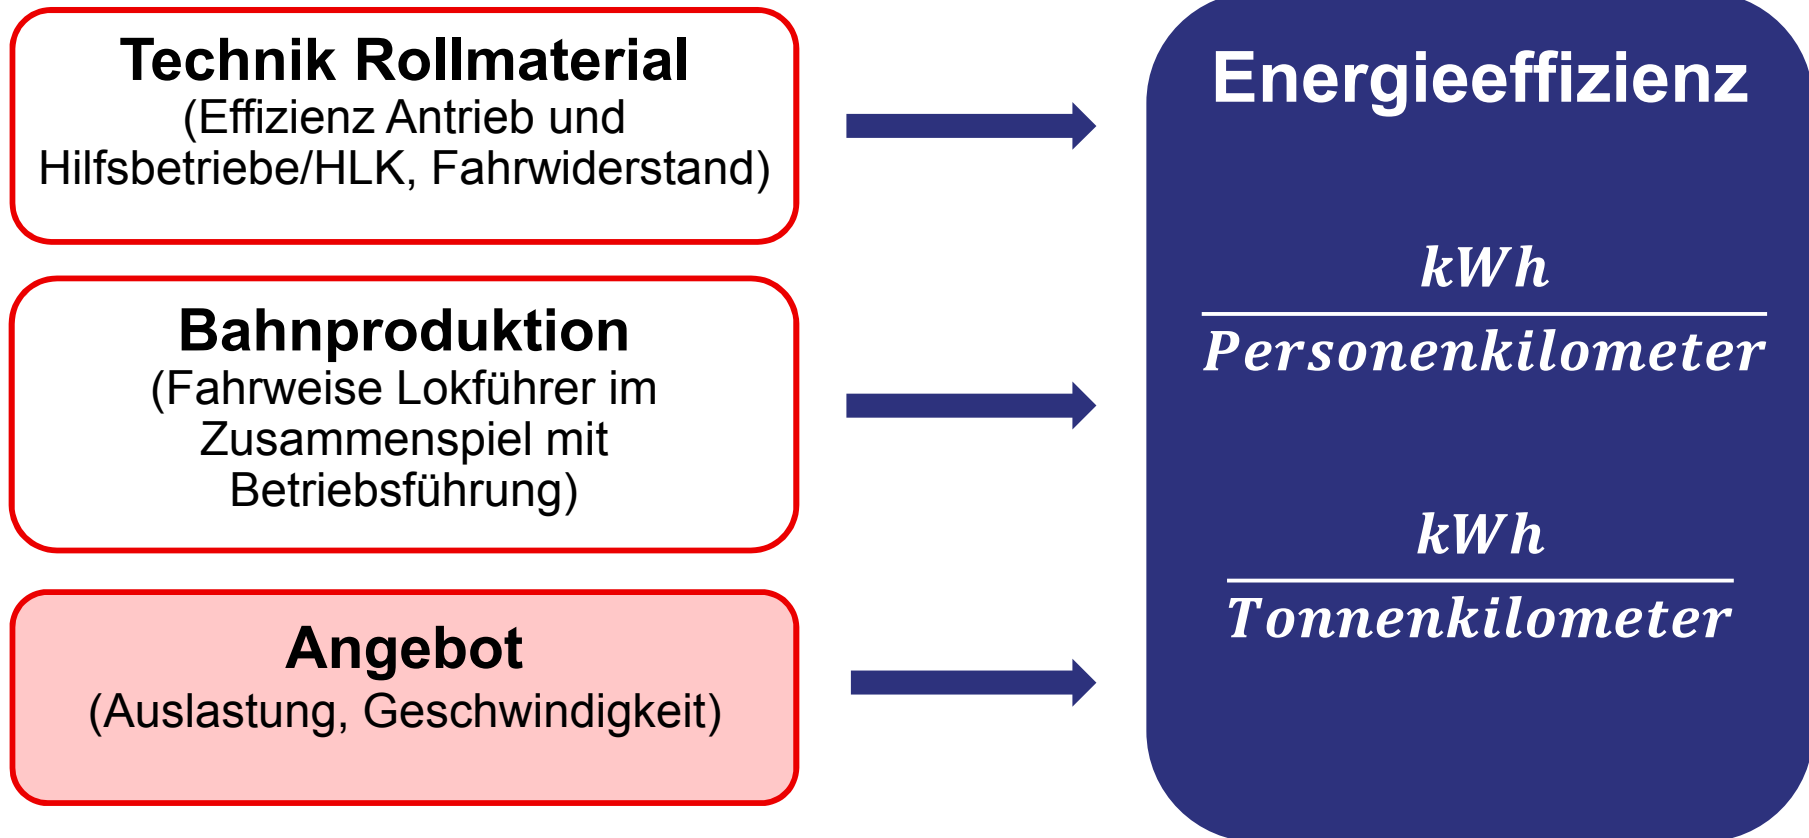 Technik Rollmaterial
(Effizienz Antrieb und
Hilfsbetriebe/HLK, Fahrwiderstand)
Bahnproduktion
(Fahrweise Lokführer im
Zusammenspiel mit
Betriebsführung)
Angebot
(Auslastung, Geschwindigkeit)
Energieeffizienz
kWh
Personenkilometer
kWh
Tonnenkilometer